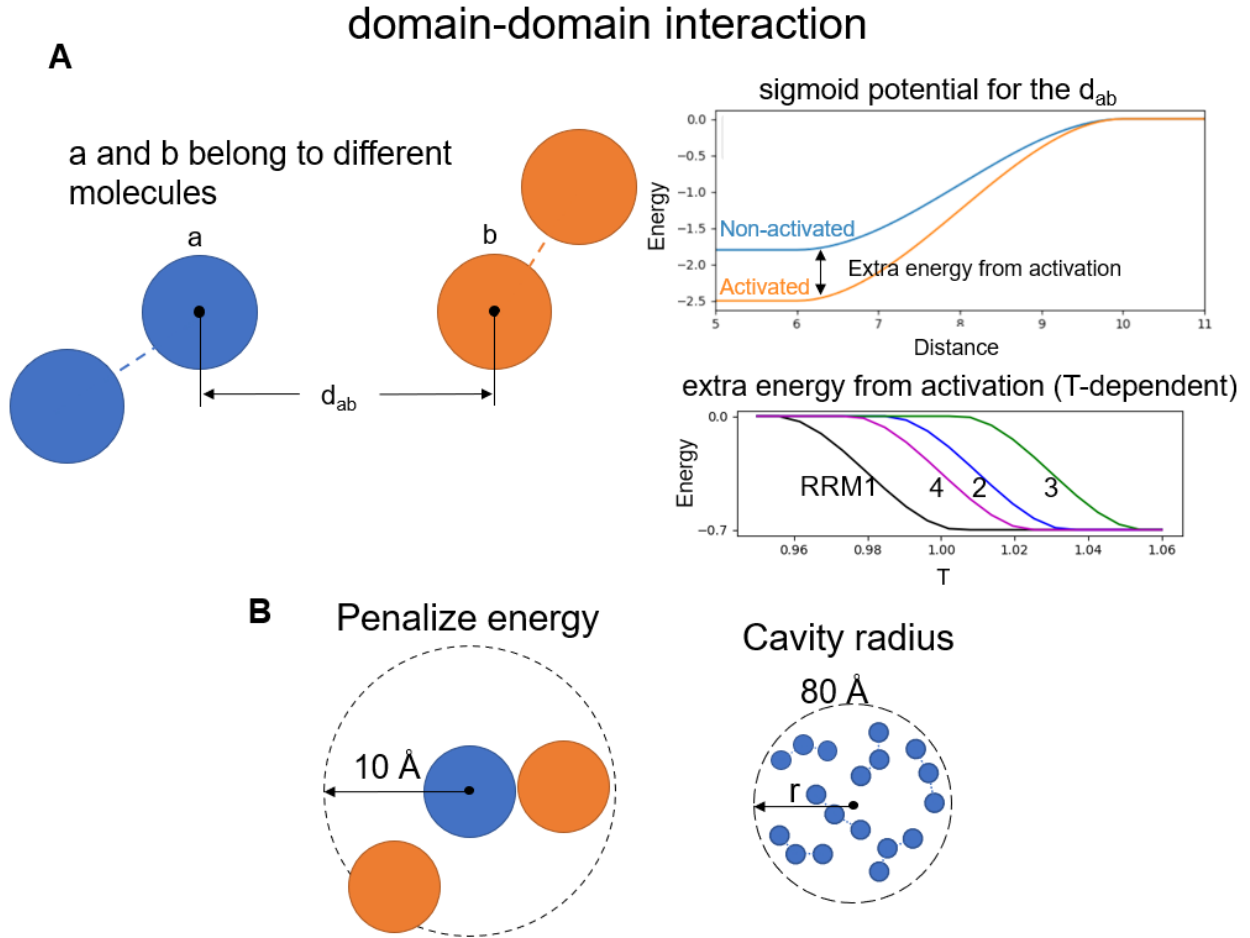 domain-domain interaction
A
a and b belong to different
molecules
a
b
d_ab
sigmoid potential for the d_ab
0.0
−0.5
−1.0
−1.5
−2.0
−2.5
Energy
Non-activated
Extra energy from activation
Activated
5
6
7
8
9
10
11
Distance
extra energy from activation (T-dependent)
0.0
−0.7
Energy
RRM1
4
2
3
0.96
0.98
1.00
1.02
1.04
1.06
T
B
Penalize energy
10 Å
Cavity radius
80 Å
r